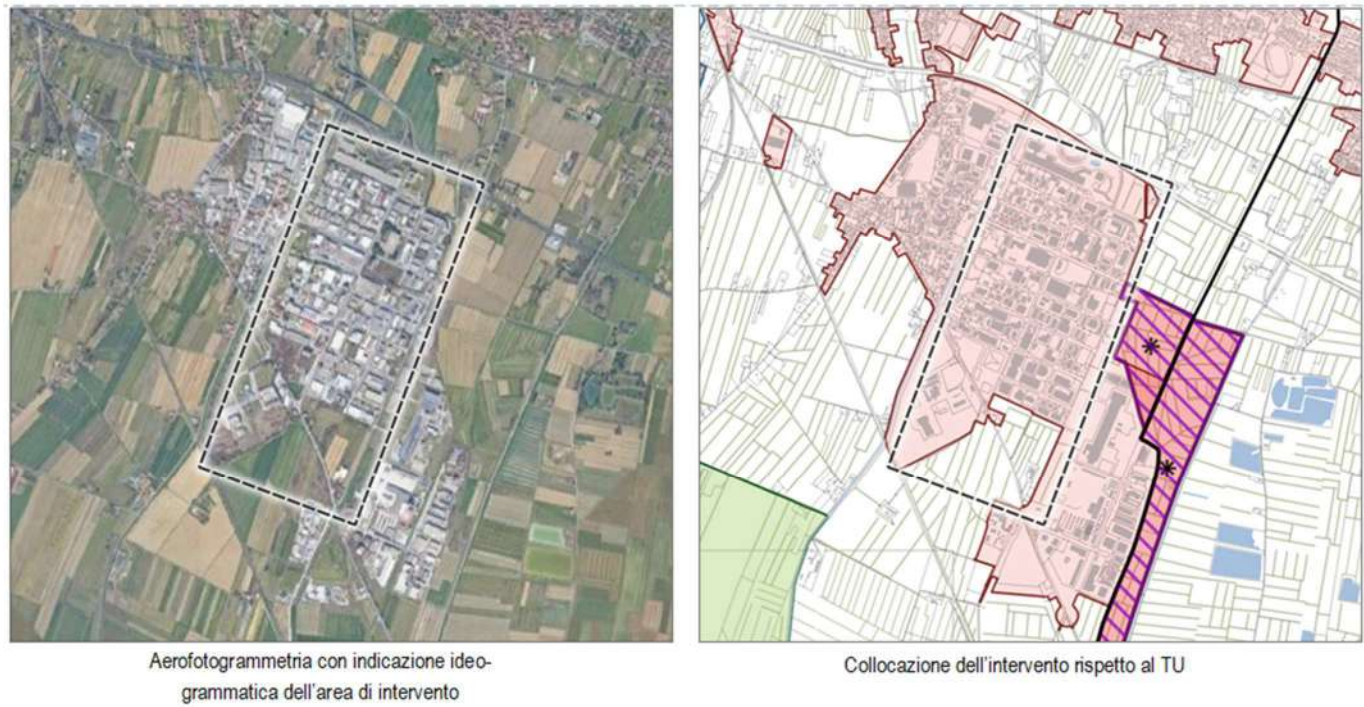 Aerofotogrammetria con indicazione ideo-
grammatica dell'area di intervento
Collocazione dell'intervento rispetto al TU